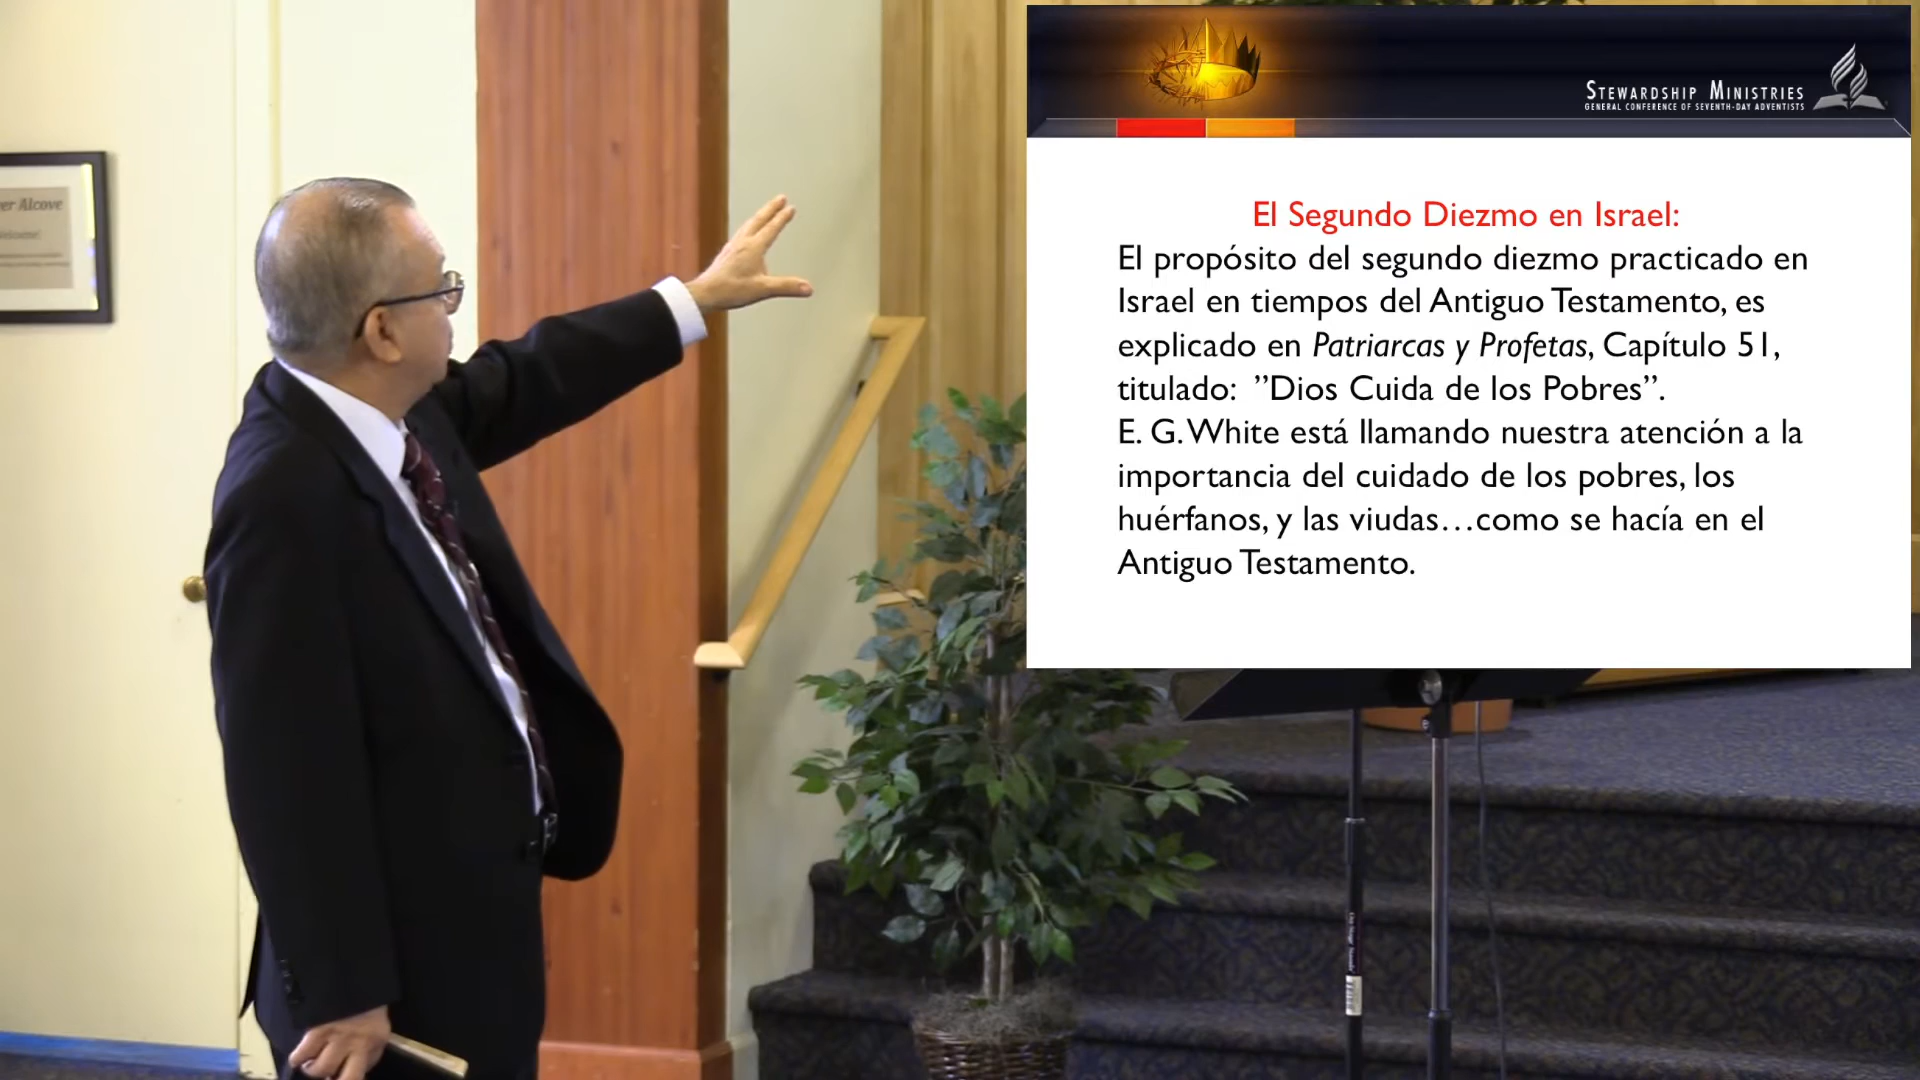 er Alcove
STEWARDSHIP MINISTRIES
GENERAL CONFERENCE OF SEVENTH-DAY ADVENTISTS
El Segundo Diezmo en Israel:
El propósito del segundo diezmo practicado en
Israel en tiempos del Antiguo Testamento, es
explicado en Patriarcas y Profetas, Capítulo 51,
titulado: ”Dios Cuida de los Pobres”.
E. G. White está llamando nuestra atención a la
importancia del cuidado de los pobres, los
huérfanos, y las viudas…como se hacía en el
Antiguo Testamento.